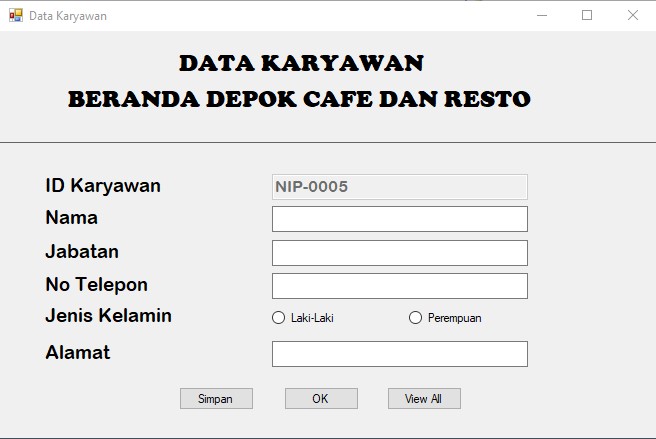 Data Karyawan
DATA KARYAWAN
BERANDA DEPOK CAFE DAN RESTO
ID Karyawan NIP-0005
Nama
Jabatan
No Telepon
Jenis Kelamin Laki-Laki Perempuan
Alamat
Simpan OK View All